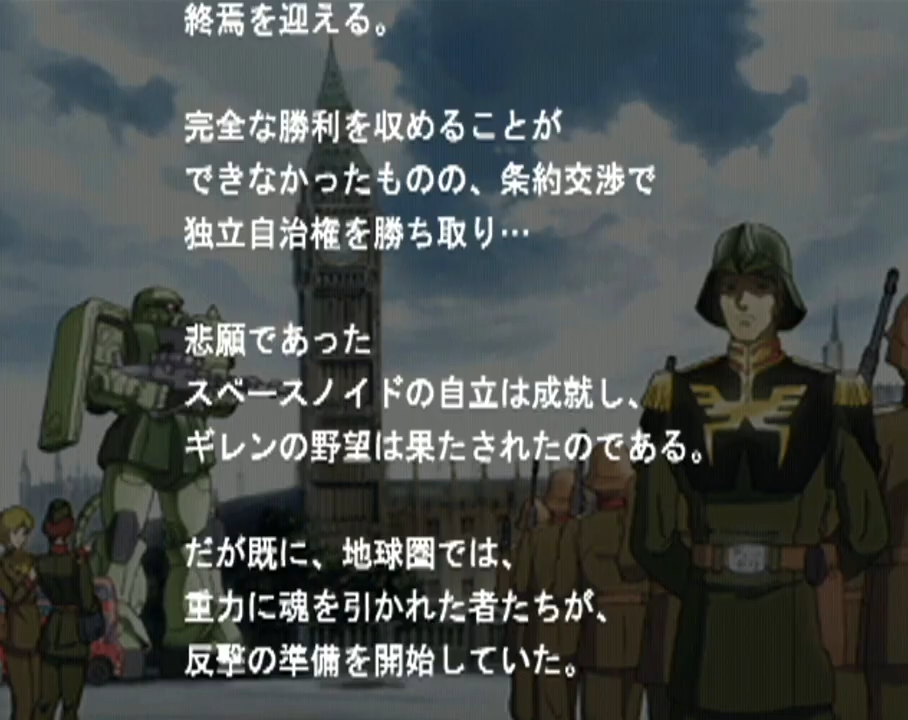 終焉を迎える。
完全な勝利を収めることが
できなかったものの、条約交渉で
独立自治権を勝ち取り…
悲願であった
スペースノイドの自立は成就し、
ギレンの野望は果たされたのである。
だが既に、地球圏では、
重力に魂を引かれた者たちが、
反撃の準備を開始していた。